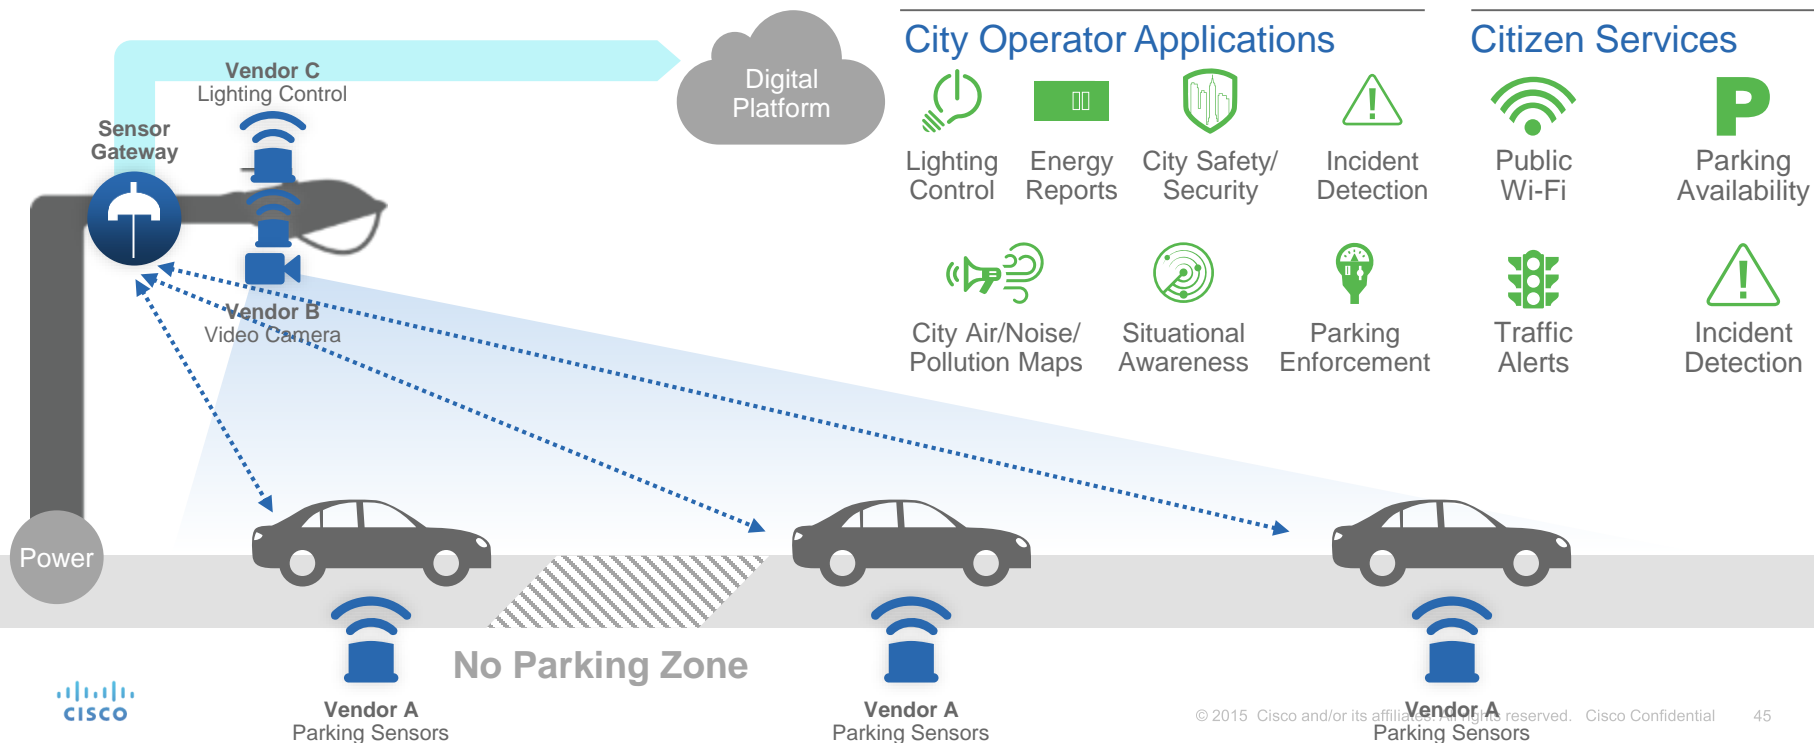 City Operator Applications
Citizen Services
Vendor C
Lighting Control
Digital
Platform
Sensor
Gateway
Lighting
Control
Energy
Reports
City Safety/
Security
Incident
Detection
Public
Wi-Fi
P
Parking
Availability
Vendor B
Video Camera
City Air/Noise/
Pollution Maps
Situational
Awareness
Parking
Enforcement
Traffic
Alerts
Incident
Detection
Power
No Parking Zone
CISCO
Vendor A
Parking Sensors
Vendor A
Parking Sensors
Vendor A
Parking Sensors
© 2015 Cisco and/or its affiliates. All rights reserved. Cisco Confidential 45